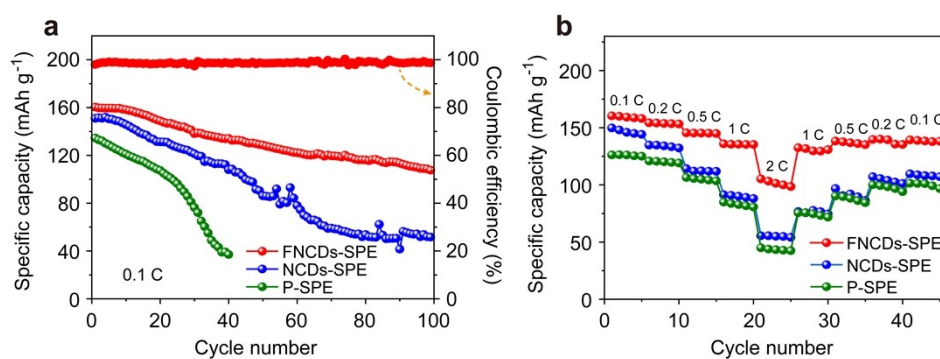 a
Specific capacity (mAh g⁻¹)
200
160
120
80
40
0
0.1 C
FNCDs-SPE
NCDs-SPE
P-SPE
0 20 40 60 80 100
Cycle number
100
80
60
40
20
0
Coulombic efficiency (%)
b
Specific capacity (mAh g⁻¹)
200
150
100
50
0
0.1 C
0.2 C
0.5 C
1 C
2 C
1 C
0.5 C
0.2 C
0.1 C
FNCDs-SPE
NCDs-SPE
P-SPE
0 10 20 30 40
Cycle number